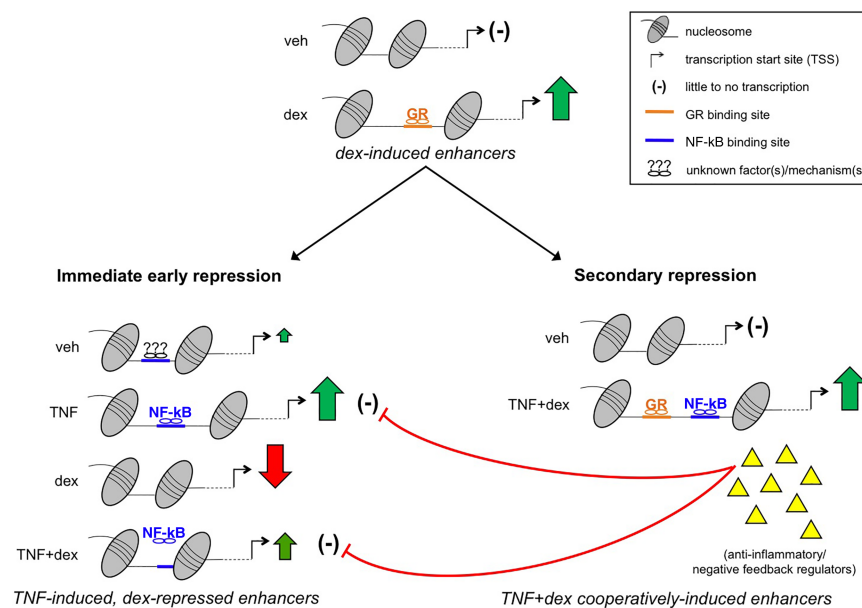 veh
(-)
dex
GR
dex-induced enhancers
nucleosome
transcription start site (TSS)
(-)
little to no transcription
GR binding site
NF-kB binding site
???
unknown factor(s)/mechanism(s
Immediate early repression
veh
???
TNF
NF-kB
(-)
dex
TNF+dex
NF-kB
(-)
TNF-induced, dex-repressed enhancers
Secondary repression
veh
(-)
TNF+dex
GR
NF-kB
(anti-inflammatory/
negative feedback regulators)
TNF+dex cooperatively-induced enhancers